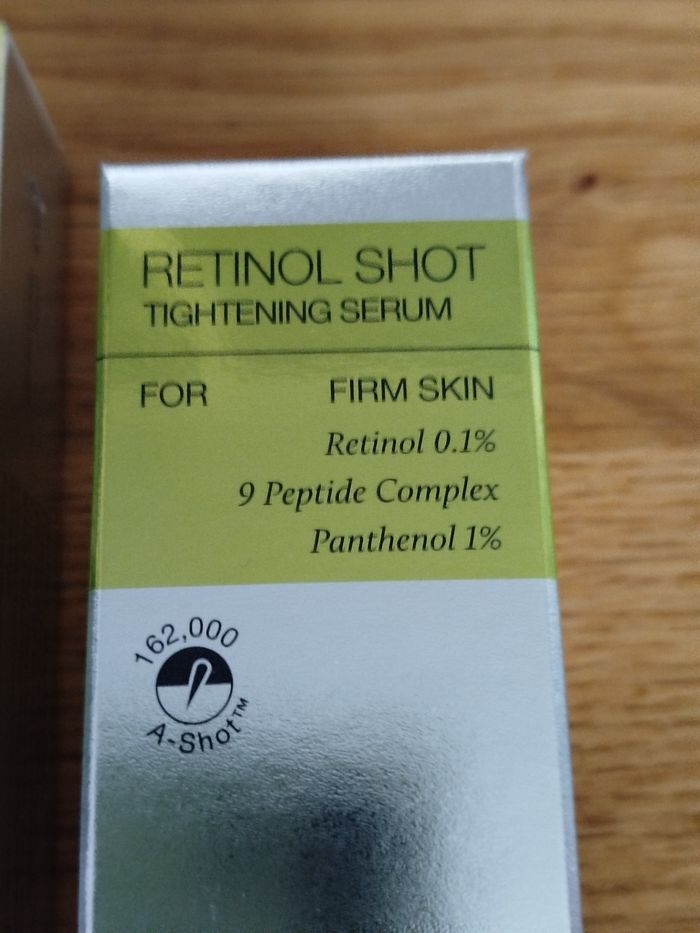 RETINOL SHOT
TIGHTENING SERUM
FOR FIRM SKIN
Retinol 0.1%
9 Peptide Complex
Panthenol 1%
162,000
A-Shot™